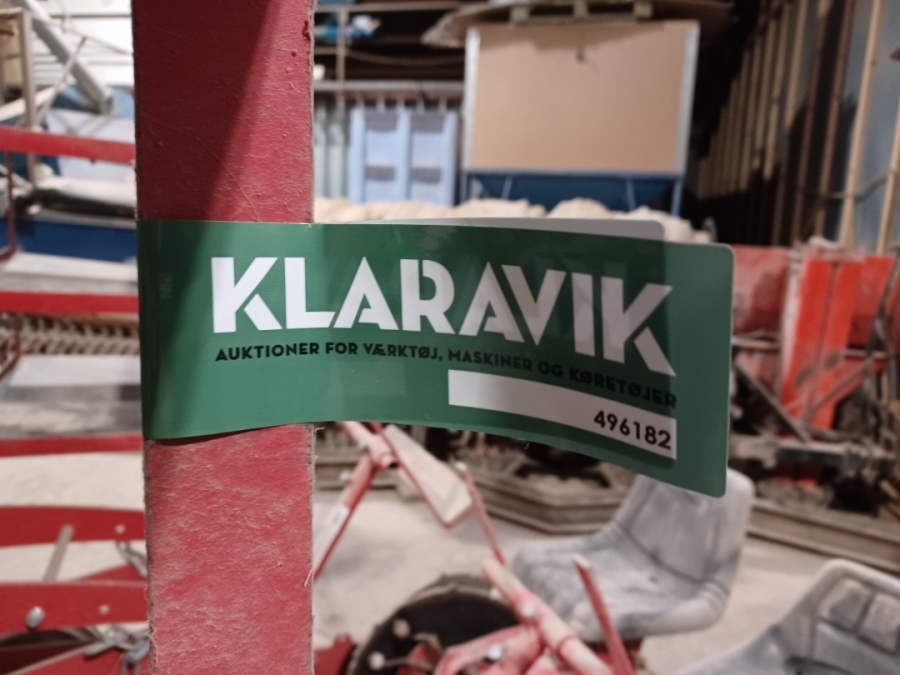 KLARAVIK
AUKTIONER FOR VÆRKTØJ, MASKINER OG KØRETØJER
496182